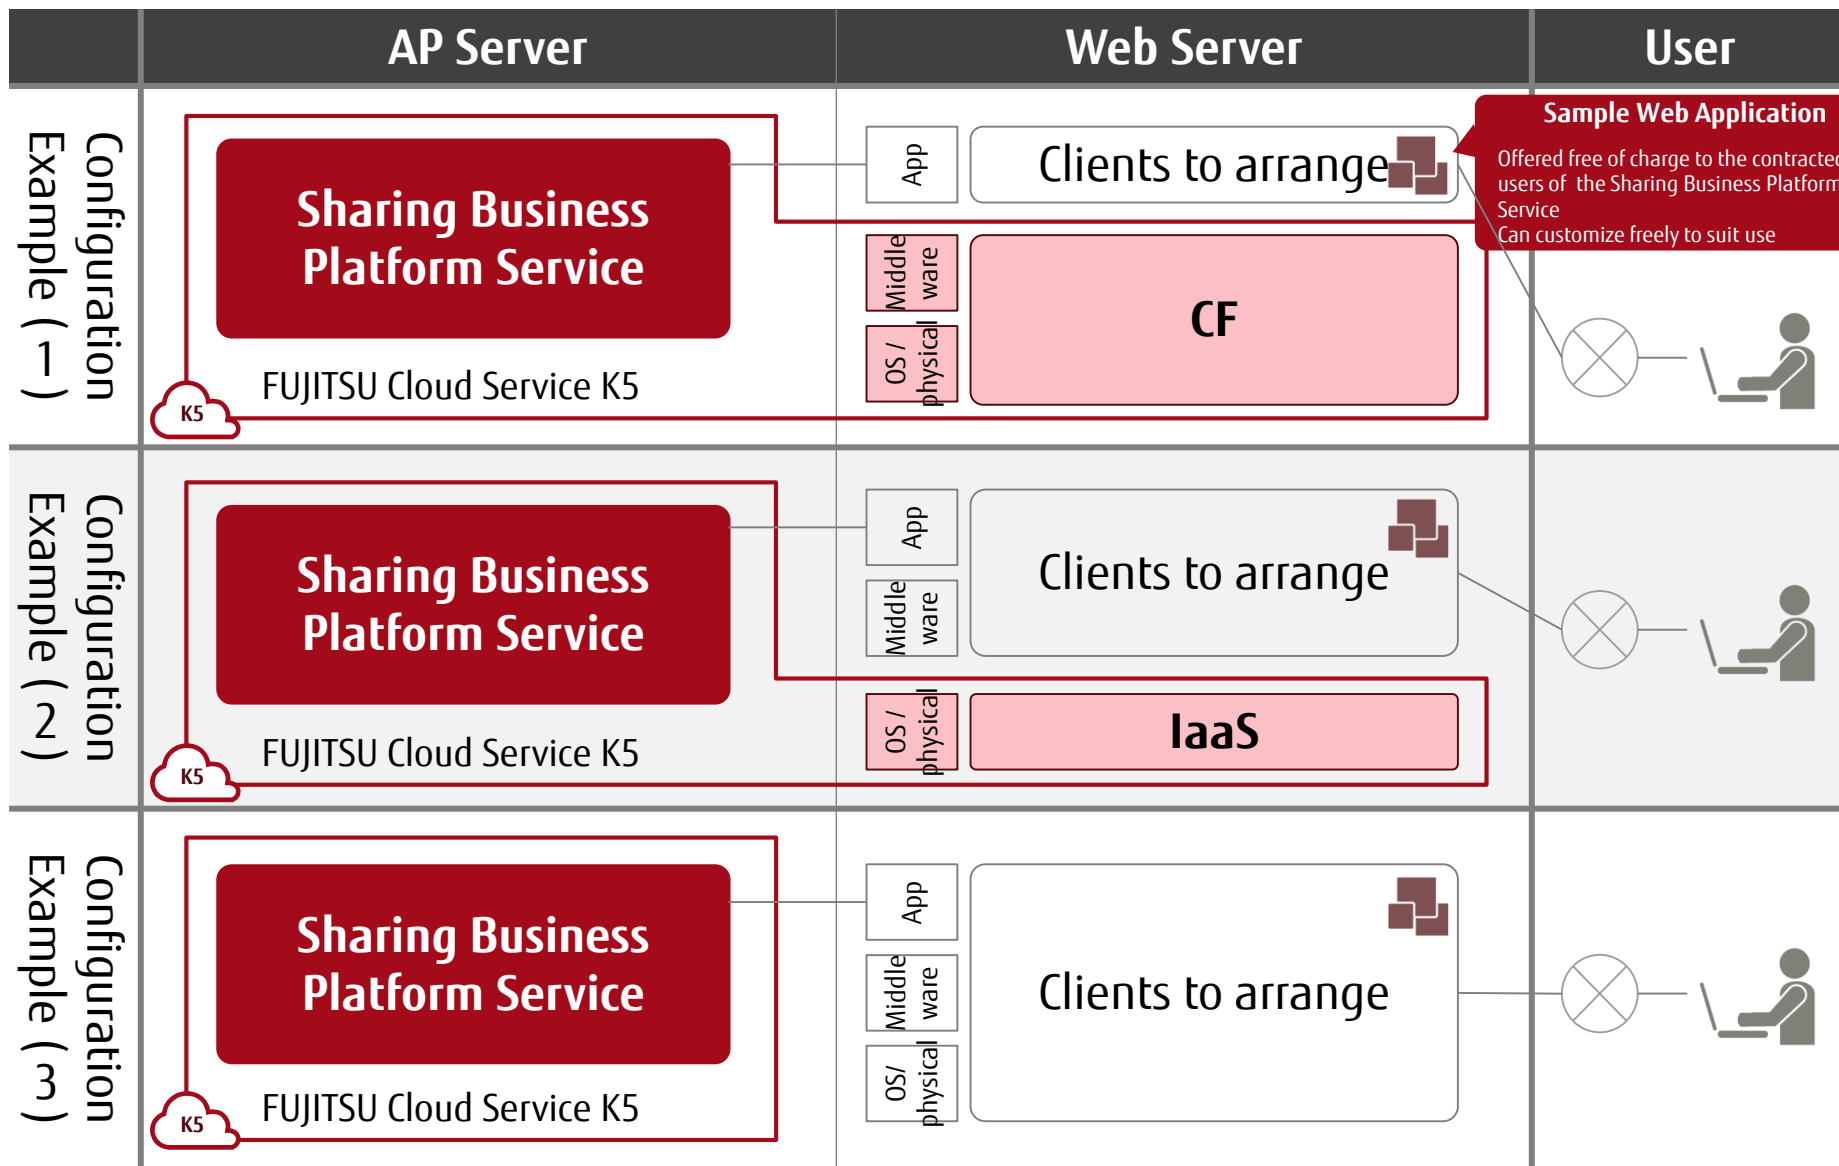 AP Server
Web Server
User
Configuration
Example (1)
Sharing Business
Platform Service
FUJITSU Cloud Service K5
K5
App
Clients to arrange
Middle
ware
OS /
physical
CF
Sample Web Application
Offered free of charge to the contracted
users of the Sharing Business Platform
Service
Can customize freely to suit use
Configuration
Example (2)
Sharing Business
Platform Service
FUJITSU Cloud Service K5
K5
App
Middle
ware
Clients to arrange
OS /
physical
IaaS
Configuration
Example (3)
Sharing Business
Platform Service
FUJITSU Cloud Service K5
K5
App
Middle
ware
OS/
physical
Clients to arrange